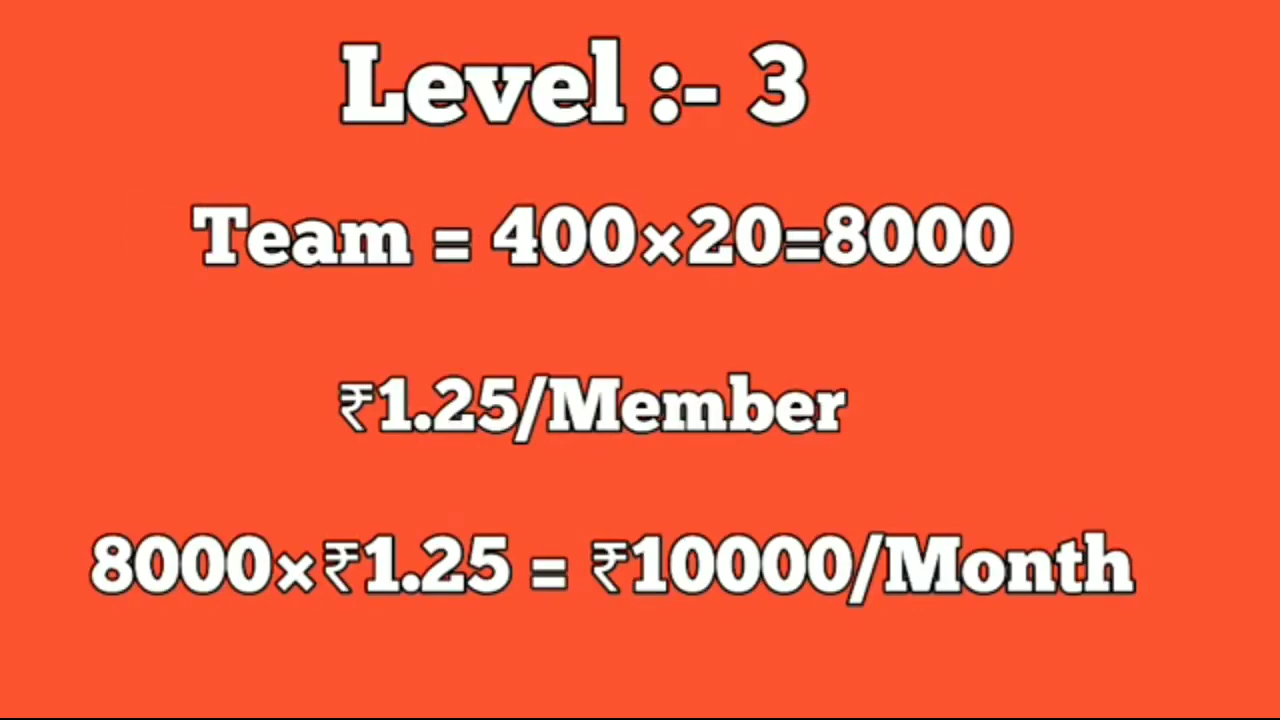 Level :- 3
Team = 400×20=8000
₹1.25/Member
8000×₹1.25 = ₹10000/Month